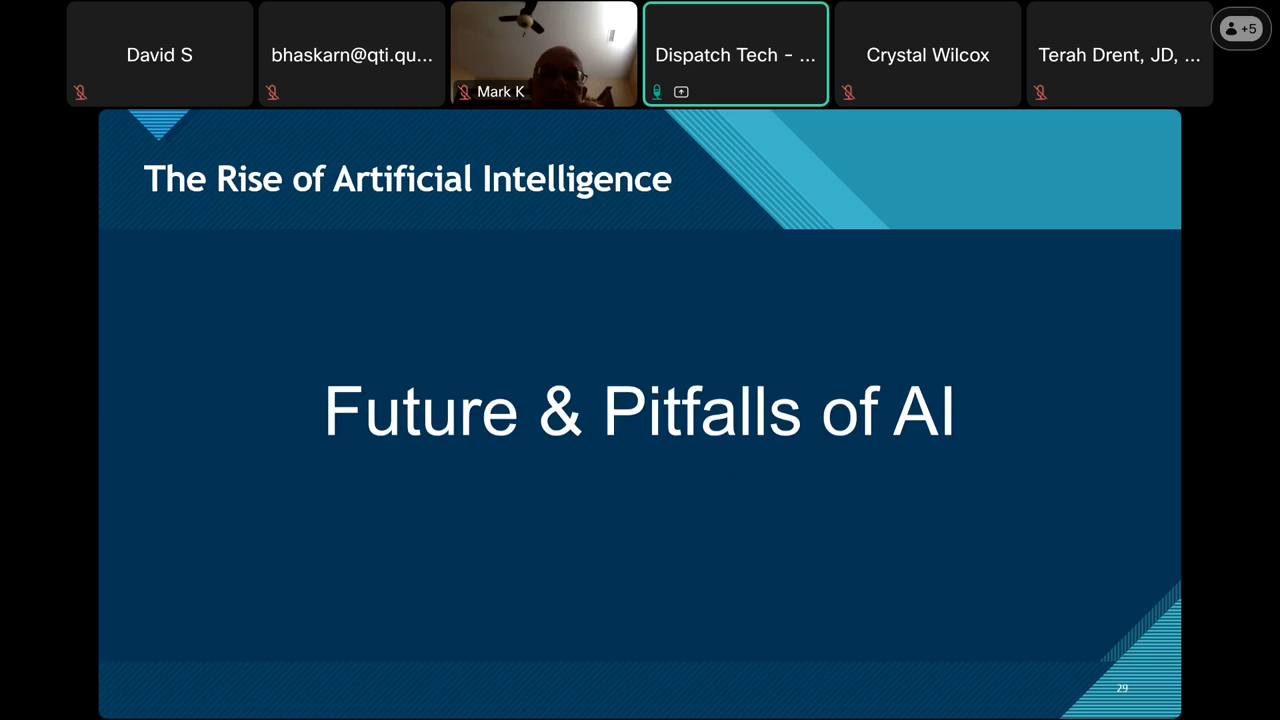 David S
bhaskarn@qti.qu...
Mark K
Dispatch Tech - ...
Crystal Wilcox
Terah Drent, JD, ...
+5
The Rise of Artificial Intelligence
Future & Pitfalls of AI
29